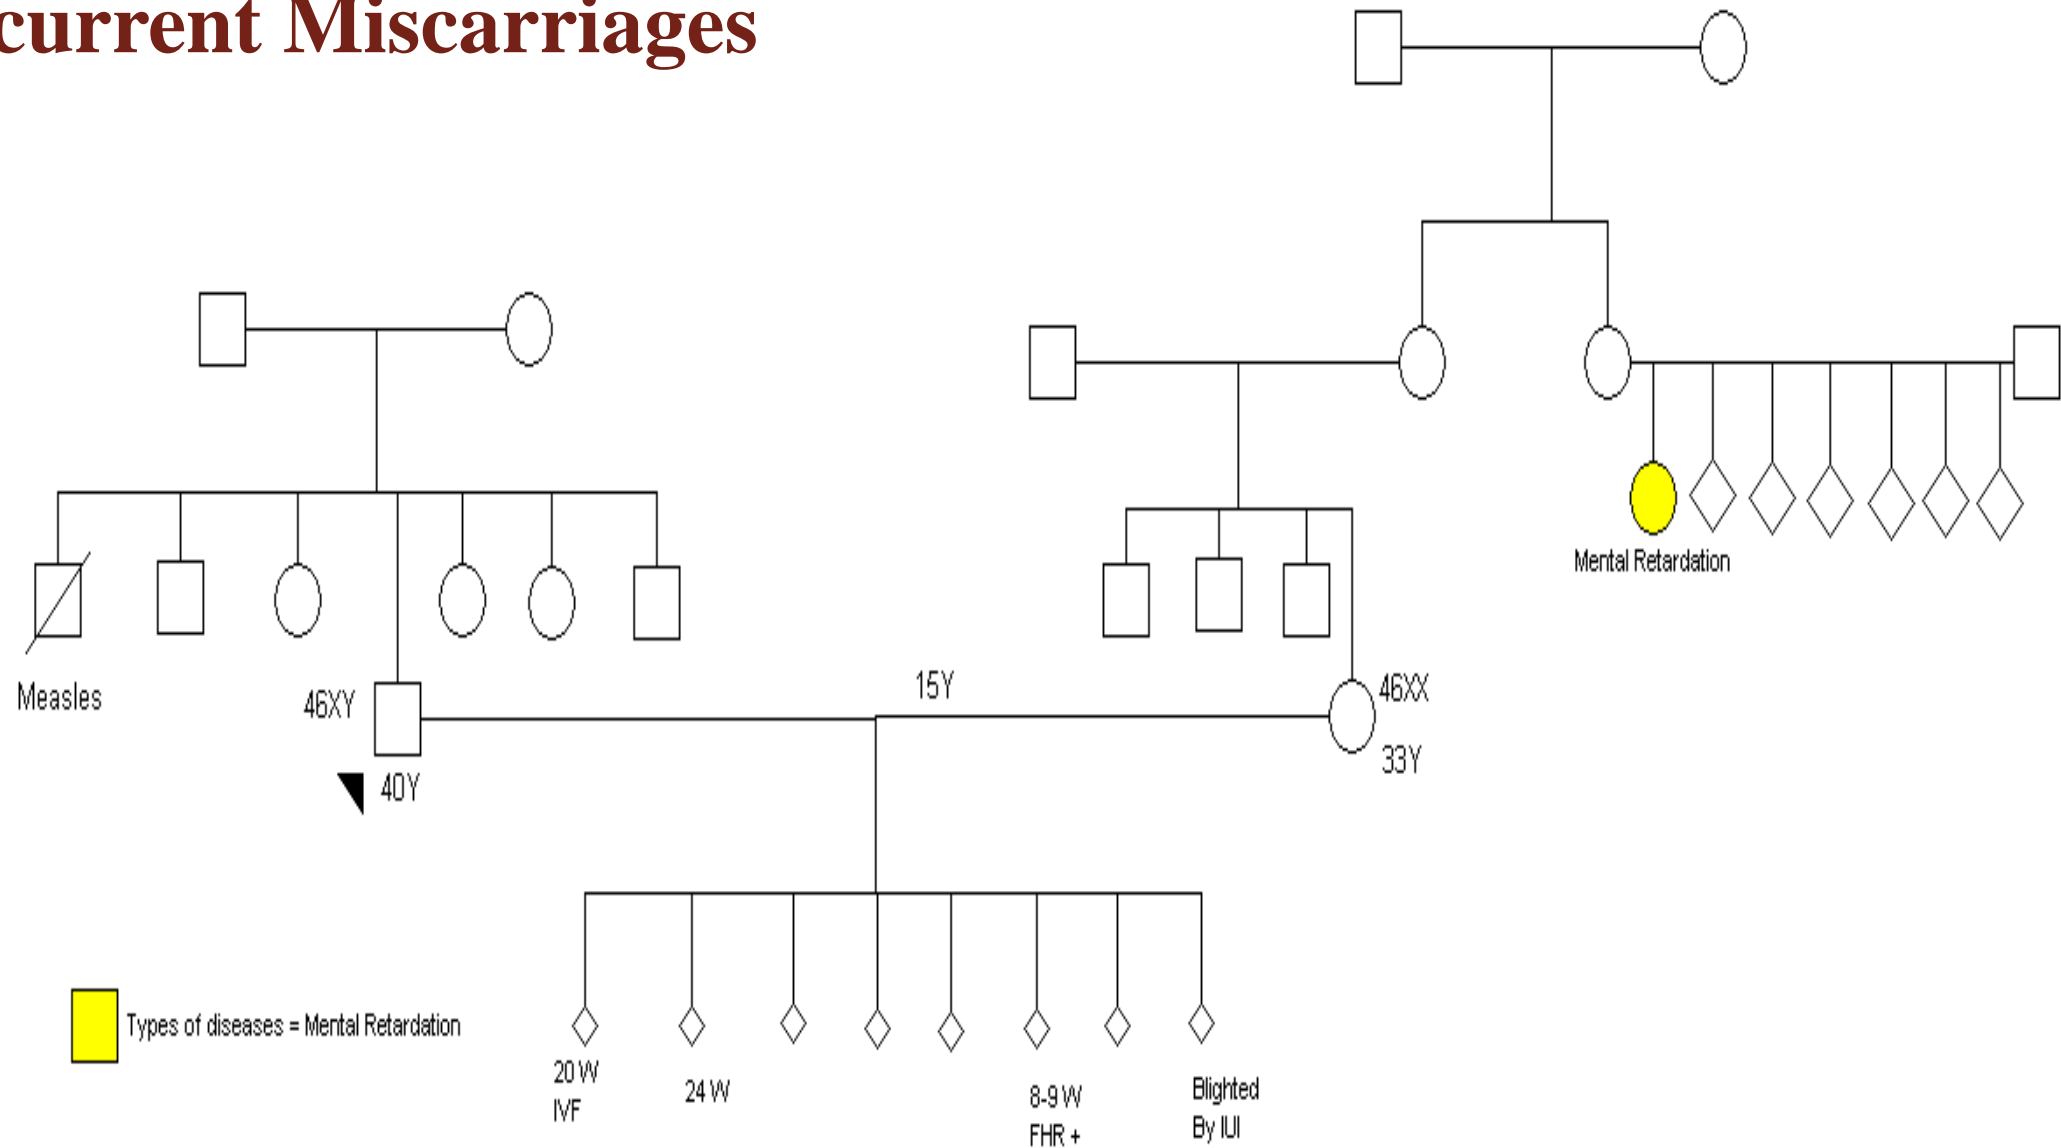 current Miscarriages
Mental Retardation
Measles
46XY
40Y
15Y
46XX
33Y
Types of diseases = Mental Retardation
20 W
IVF
24 W
8-9 W
FHR +
Blighted
By IUI